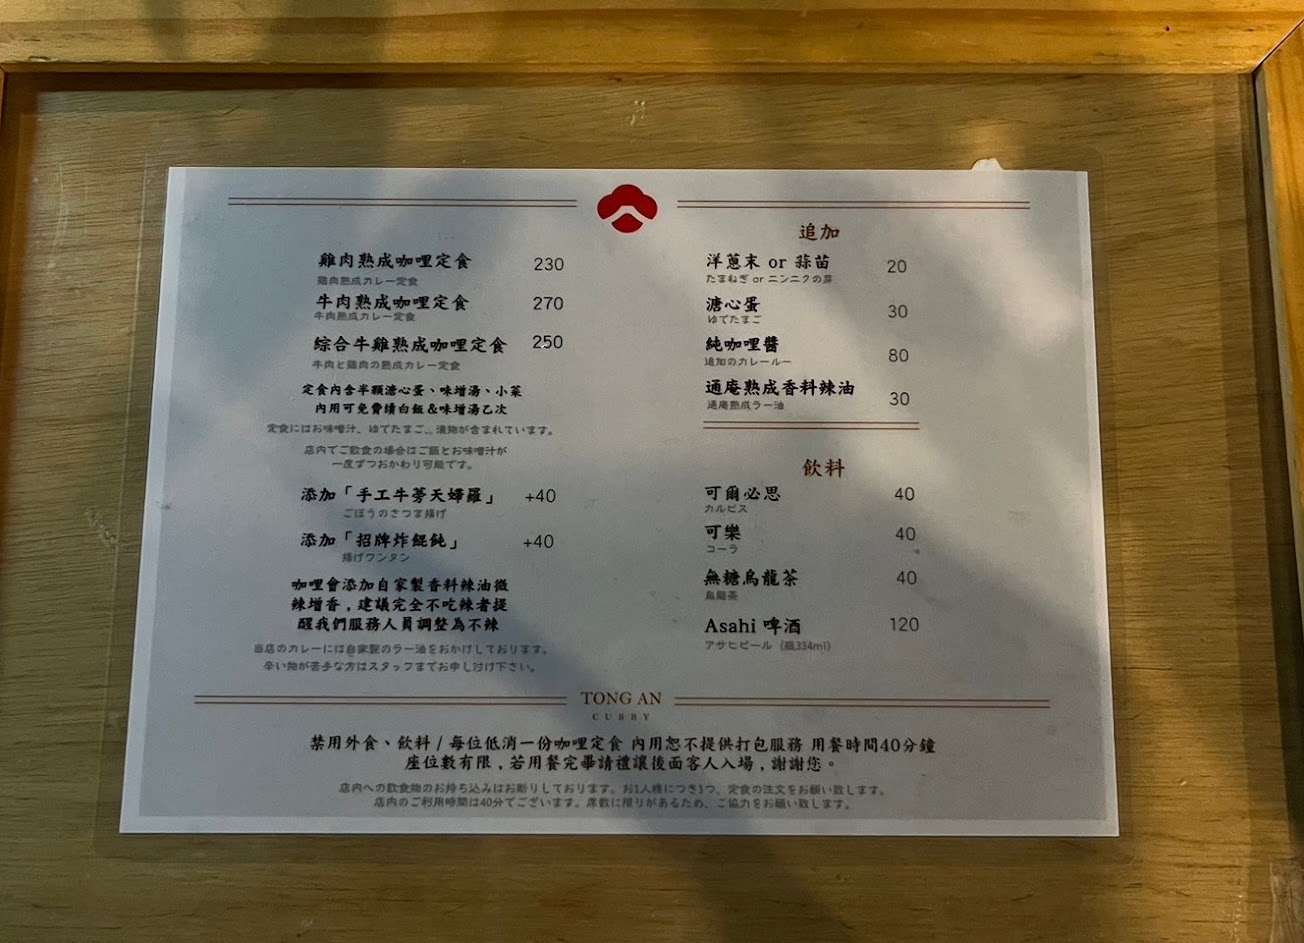 雞肉熟成咖哩定食 230
鶏肉熟成カレー定食
牛肉熟成咖哩定食 270
牛肉熟成カレー定食
綜合牛雞熟成咖哩定食 250
牛肉と鶏肉の熟成カレー定食
定食內含半顆溏心蛋、味增湯、小菜
內用可免費續白飯&味增湯乙次
定食にはお味噌汁、ゆでたまご、漬物が含まれています。
店内でご飲食の場合はご飯とお味噌汁が
一度ずつおかわり可能です。
添加「手工牛蒡天婦羅」 +40
ごぼうのさつま揚げ
添加「招牌炸餛飩」 +40
揚げワンタン
咖哩會添加自家製香料辣油微
辣增香,建議完全不吃辣者提
醒我們服務人員調整為不辣
当店のカレーには自家製のラー油をおかけしております。
辛い物が苦手な方はスタッフまでお申し付け下さい。
追加
洋蔥末 or 蒜苗 20
たまねぎ or ニンニクの芽
溏心蛋 30
ゆでたまご
純咖哩醬 80
追加のカレールー
通庵熟成香料辣油 30
通庵熟成ラー油
飲料
可爾必思 40
カルピス
可樂 40
コーラ
無糖烏龍茶 40
烏龍茶
Asahi 啤酒 120
アサヒビール(瓶334ml)
TONG AN
CURRY
禁用外食、飲料 / 每位低消一份咖哩定食 內用恕不提供打包服務 用餐時間40分鐘
座位數有限,若用餐完畢請禮讓後面客人入場,謝謝您。
店内への飲食物のお持ち込みはお断りしております。お1人様につき1つ、定食の注文をお願い致します。
店内のご利用時間は40分でございます。席数に限りがあるため、ご協力をお願い致します。